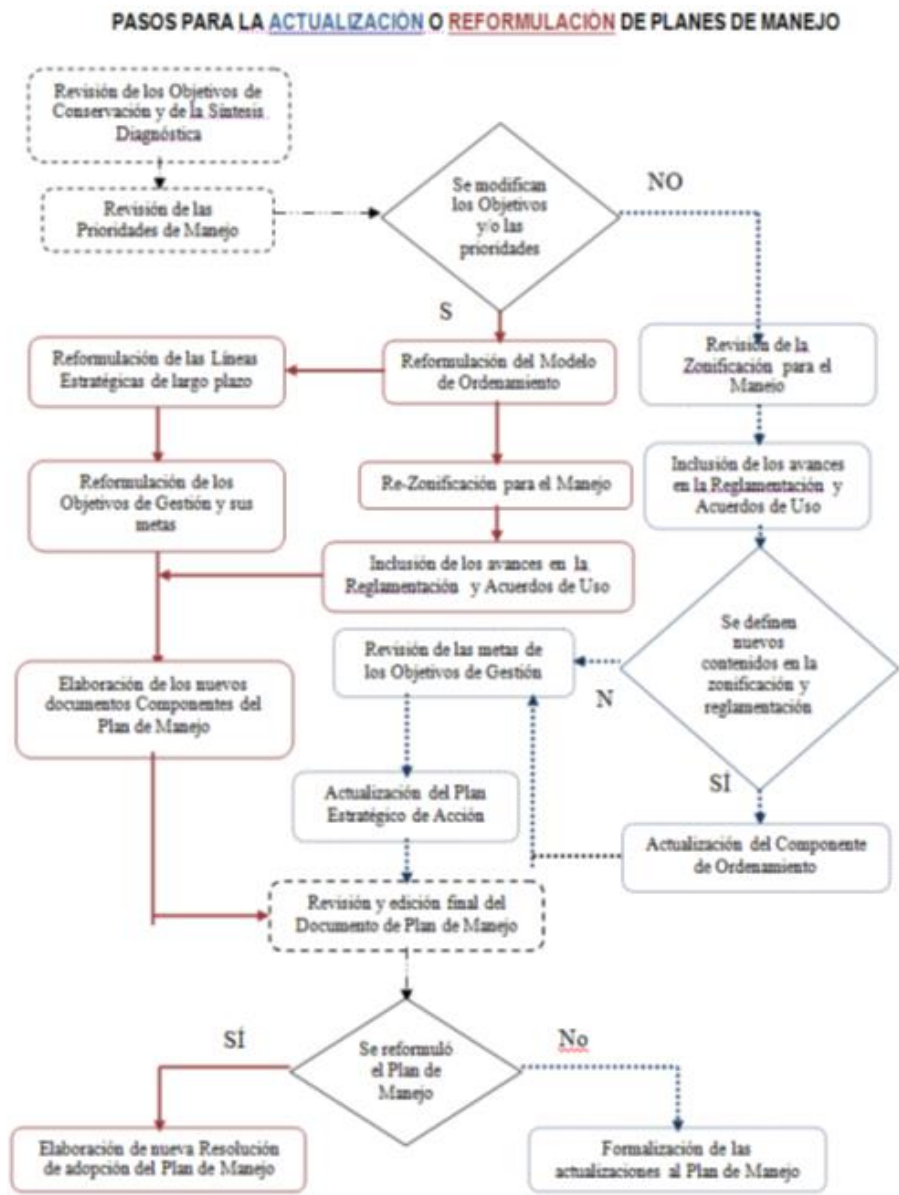 PASOS PARA LA ACTUALIZACIÓN O REFORMULACIÓN DE PLANES DE MANEJO
Revisión de los Objetivos de
Conservación y de la Síntesis
Diagnóstica
Revisión de las
Prioridades de Manejo
Se modifican
los Objetivos
y/o las
prioridades
NO
S
Reformulación de las Líneas
Estratégicas de largo plazo
Reformulación del Modelo
de Ordenamiento
Revisión de la
Zonificación para el
Manejo
Reformulación de los
Objetivos de Gestión y sus
metas
Re-Zonificación para el Manejo
Inclusión de los avances
en la Reglamentación y
Acuerdos de Uso
Inclusión de los avances en la
Reglamentación y Acuerdos de Uso
Se definen
nuevos
contenidos en la
zonificación y
reglamentación
Revisión de las metas de
los Objetivos de Gestión
N
Elaboración de los nuevos
documentos Componentes del
Plan de Manejo
SÍ
Actualización del Plan
Estratégico de Acción
Actualización del Componente
de Ordenamiento
Revisión y edición final del
Documento de Plan de Manejo
SÍ
Se reformuló
el Plan de
Manejo
No
Elaboración de nueva Resolución
de adopción del Plan de Manejo
Formalización de las
actualizaciones al Plan de Manejo